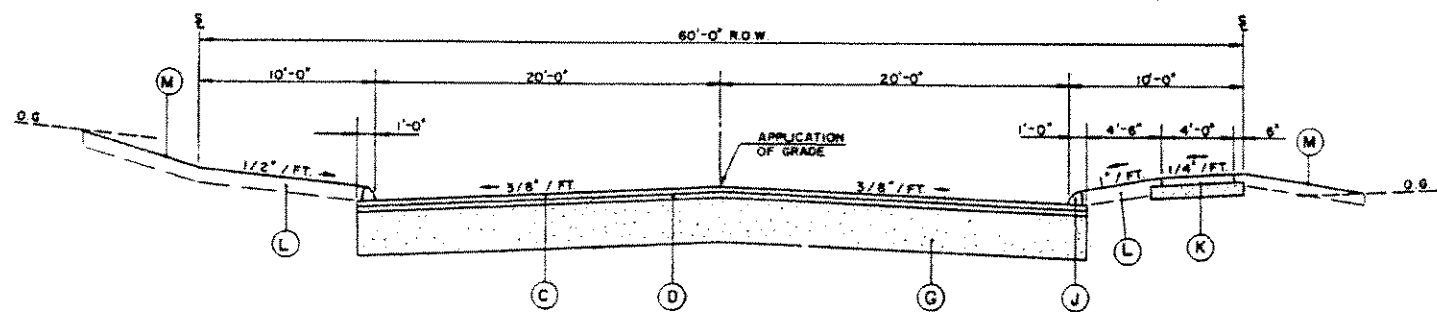 ℄ ℄
60'-0" R.O.W.
10'-0" 20'-0" 20'-0" 10'-0"
M
O.G. 1'-0" APPLICATION OF GRADE 1'-0" 4'-6" 4'-0" 6" M
1/2" / FT. 3/8" / FT. 3/8" / FT. 1" / FT. 1/4" / FT. O.G.
L L K
C D G J